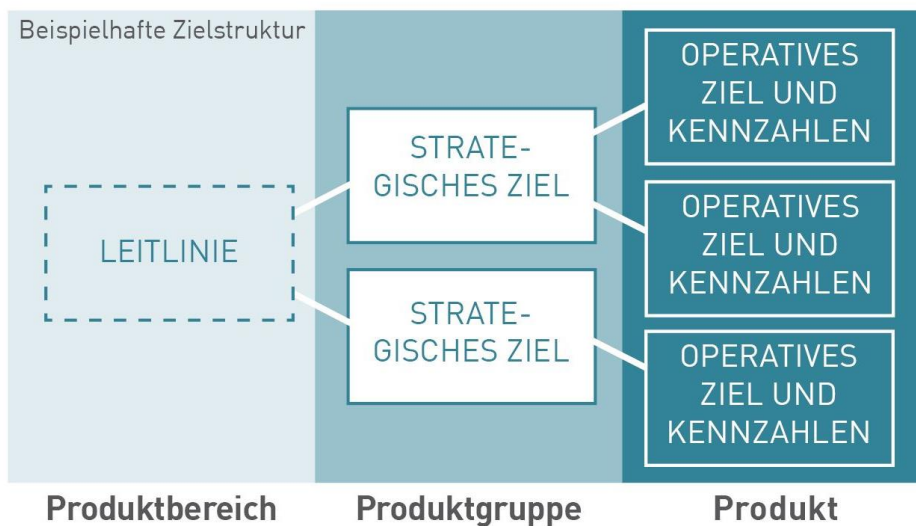 Beispielhafte Zielstruktur
LEITLINIE
STRATE-
GISCHES ZIEL
STRATE-
GISCHES ZIEL
OPERATIVES
ZIEL UND
KENNZAHLEN
OPERATIVES
ZIEL UND
KENNZAHLEN
OPERATIVES
ZIEL UND
KENNZAHLEN
Produktbereich
Produktgruppe
Produkt